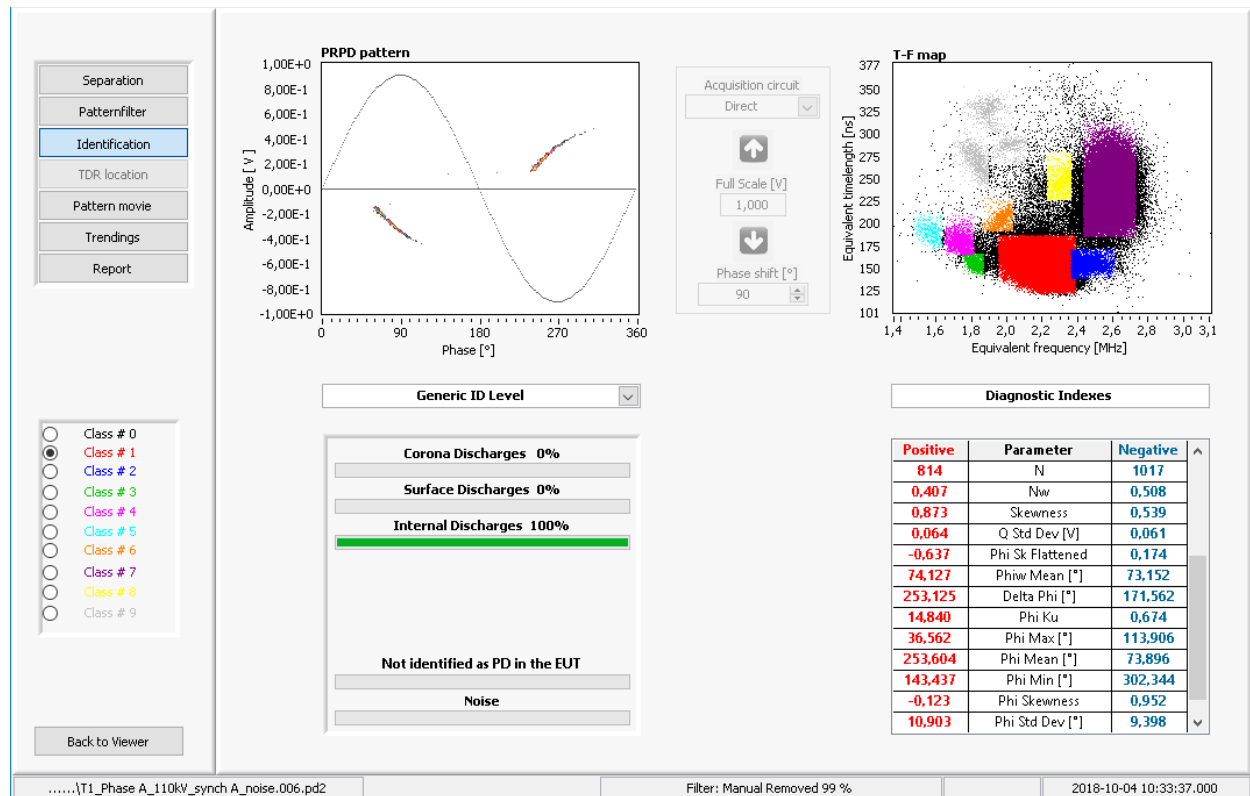 Separation
Patternfilter
Identification
TDR location
Pattern movie
Trendings
Report
Class # 0
Class # 1
Class # 2
Class # 3
Class # 4
Class # 5
Class # 6
Class # 7
Class # 8
Class # 9
Back to Viewer
PRPD pattern
Amplitude [ V ]
1,00E+0
8,00E-1
6,00E-1
4,00E-1
2,00E-1
0,00E+0
-2,00E-1
-4,00E-1
-6,00E-1
-8,00E-1
-1,00E+0
0 90 180 270 360
Phase [°]
Acquisition circuit
Direct
Full Scale [V]
1,000
Phase shift [°]
90
T-F map
Equivalent timelength [ns]
377
350
325
300
275
250
225
200
175
150
125
101
1,4 1,6 1,8 2,0 2,2 2,4 2,6 2,8 3,0 3,1
Equivalent frequency [MHz]
Generic ID Level
Corona Discharges 0%
Surface Discharges 0%
Internal Discharges 100%
Not identified as PD in the EUT
Noise
Diagnostic Indexes
Positive Parameter Negative
814 N 1017
0,407 Nw 0,508
0,873 Skewness 0,539
0,064 Q Std Dev [V] 0,061
-0,637 Phi Sk Flattened 0,174
74,127 Phiw Mean [°] 73,152
253,125 Delta Phi [°] 171,562
14,840 Phi Ku 0,674
36,562 Phi Max [°] 113,906
253,604 Phi Mean [°] 73,896
143,437 Phi Min [°] 302,344
-0,123 Phi Skewness 0,952
10,903 Phi Std Dev [°] 9,398
......\T1_Phase A_110kV_synch A_noise.006.pd2
Filter: Manual Removed 99 %
2018-10-04 10:33:37.000